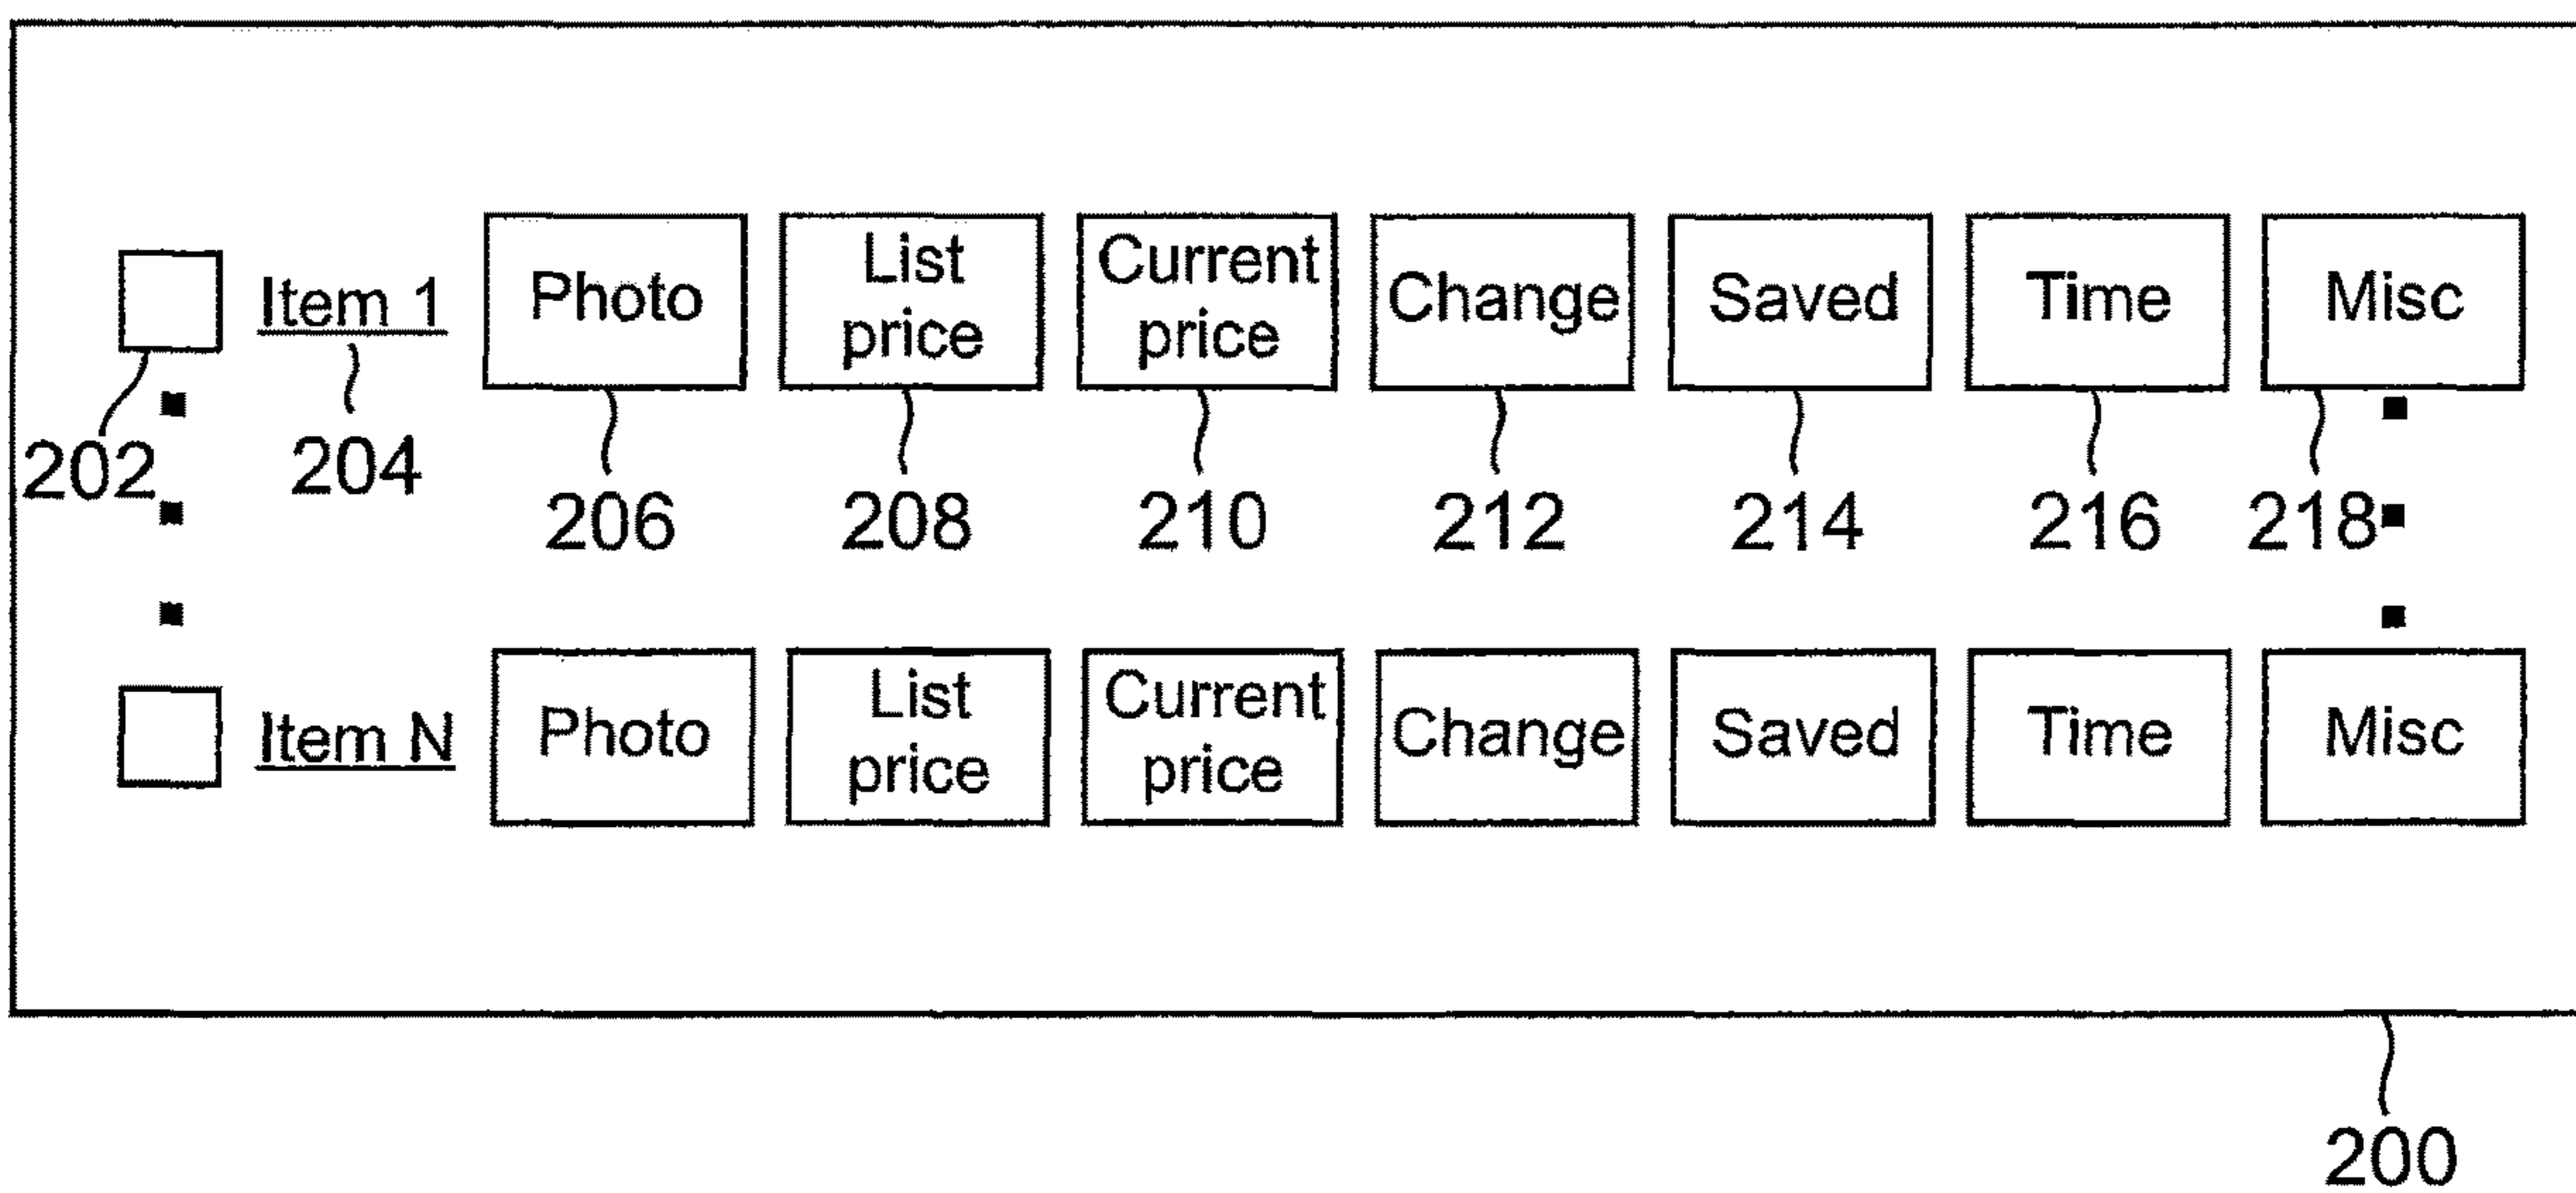 Item 1 Photo List price Current price Change Saved Time Misc
202 204 206 208 210 212 214 216 218
Item N Photo List price Current price Change Saved Time Misc
200